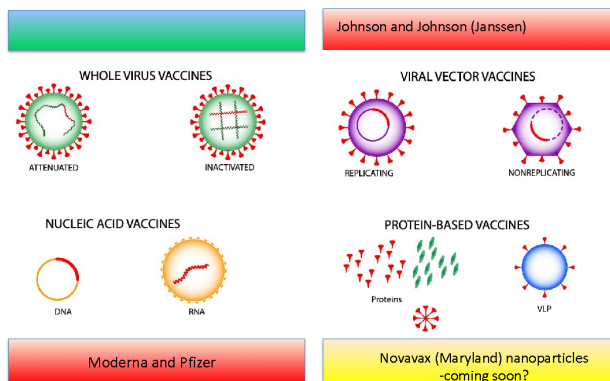 Johnson and Johnson (Janssen)
WHOLE VIRUS VACCINES
VIRAL VECTOR VACCINES
ATTENUATED
INACTIVATED
REPLICATING
NONREPLICATING
NUCLEIC ACID VACCINES
PROTEIN-BASED VACCINES
DNA
RNA
Proteins
VLP
Moderna and Pfizer
Novavax (Maryland) nanoparticles
-coming soon?